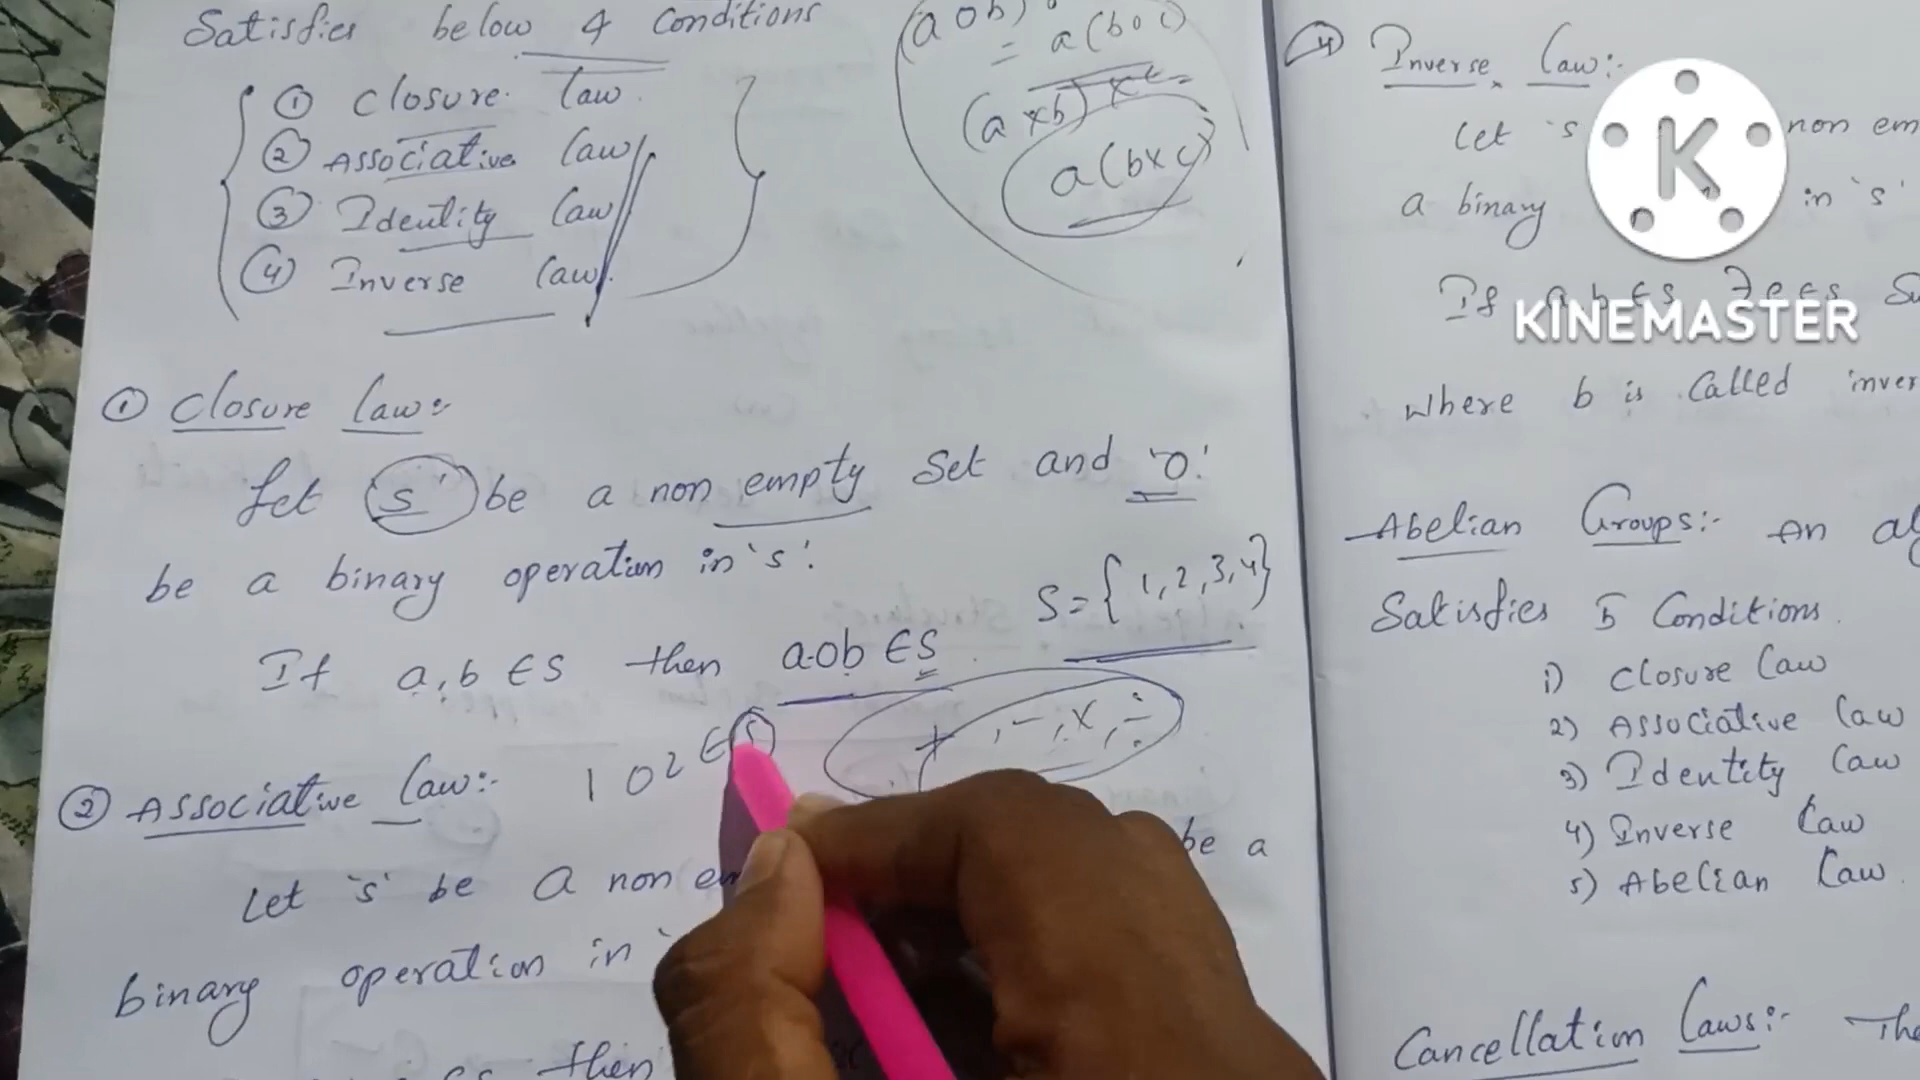 Satisfies below 4 Conditions
① Closure Law
② Associative Law
③ Identity Law
④ Inverse Law
(aob)
= a(boc)
(a×b)×c
a(b×c)
① Closure Law:-
Let 's' be a non empty Set and 'o'
be a binary operation in 's'.
S={1,2,3,4}
If a,b ∈ S then aob ∈ S
+, -, ×, ÷
1 o 2 ∈ S
② Associative Law:-
Let 's' be a non be a
binary operation in
then
④ Inverse Law:-
Let 's non
a binary in 's'
If a,b ∈ S ∃ e ∈ S
where b is called
Abelian Groups:- An
Satisfies 5 Conditions.
1) Closure Law
2) Associative Law
3) Identity Law
4) Inverse Law
5) Abelian Law
Cancellation Laws:-
K
KINEMASTER